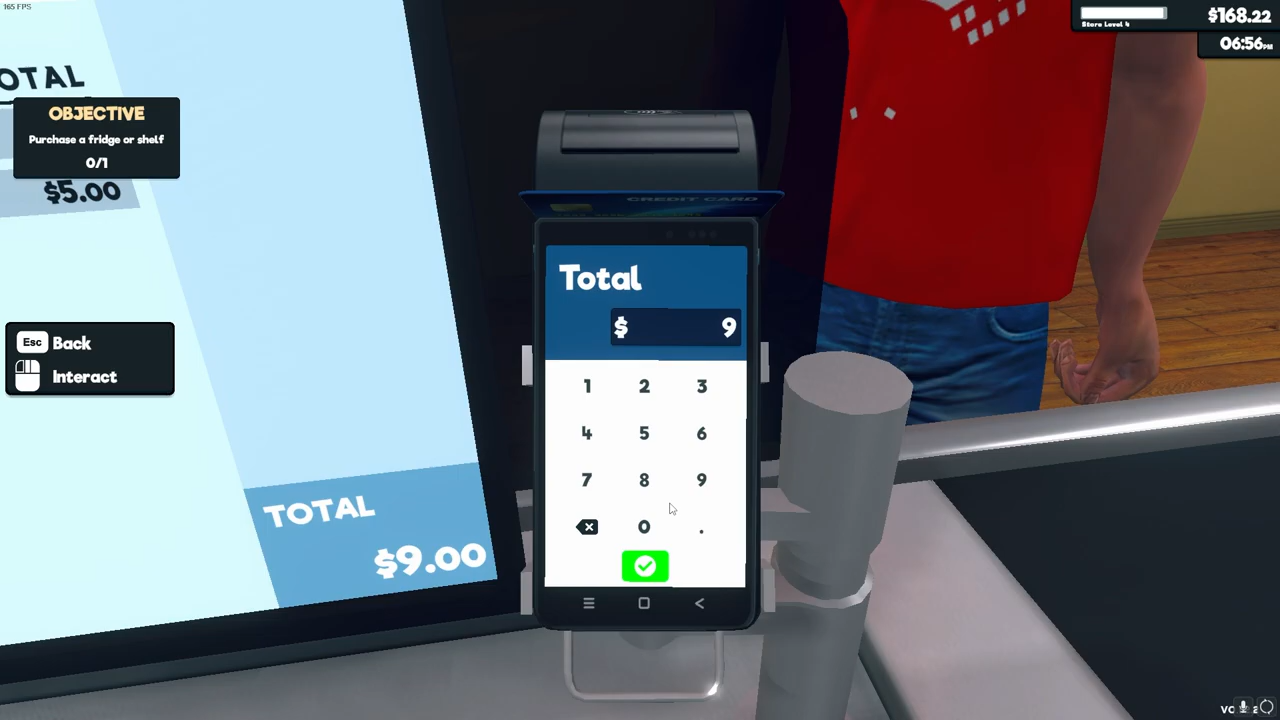 165 FPS
$168.22
Store Level 4
06:56PM
OTAL
OBJECTIVE
Purchase a fridge or shelf
0/1
$5.00
CREDIT CARD
Total
$ 9
Esc Back
Interact
1 2 3
4 5 6
7 8 9
0 .
TOTAL
$9.00